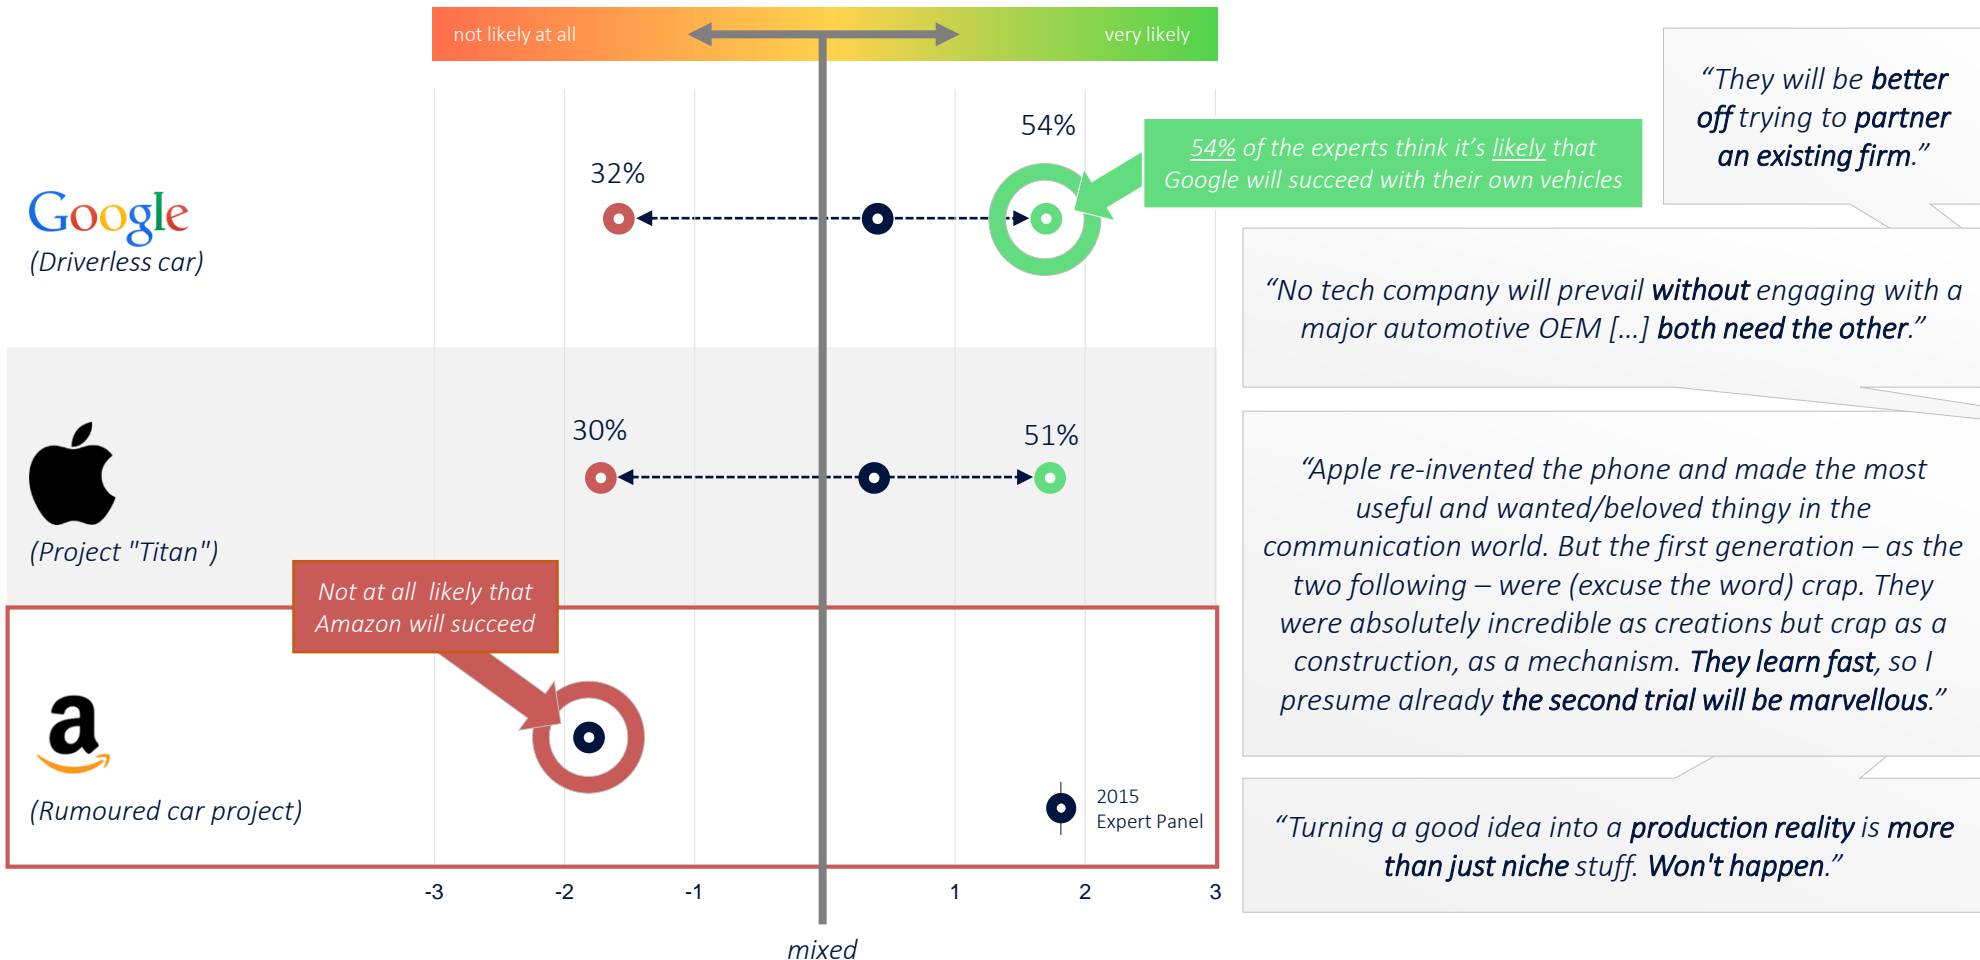 not likely at all
very likely
54%
32%
54% of the experts think it’s likely that
Google will succeed with their own vehicles
Google
(Driverless car)
30%
51%
(Project "Titan")
Not at all likely that
Amazon will succeed
a
(Rumoured car project)
2015
Expert Panel
-3
-2
-1
1
2
3
mixed
“They will be better
off trying to partner
an existing firm.”
“No tech company will prevail without engaging with a
major automotive OEM [...] both need the other.”
“Apple re-invented the phone and made the most
useful and wanted/beloved thingy in the
communication world. But the first generation – as the
two following – were (excuse the word) crap. They
were absolutely incredible as creations but crap as a
construction, as a mechanism. They learn fast, so I
presume already the second trial will be marvellous.”
“Turning a good idea into a production reality is more
than just niche stuff. Won't happen.”